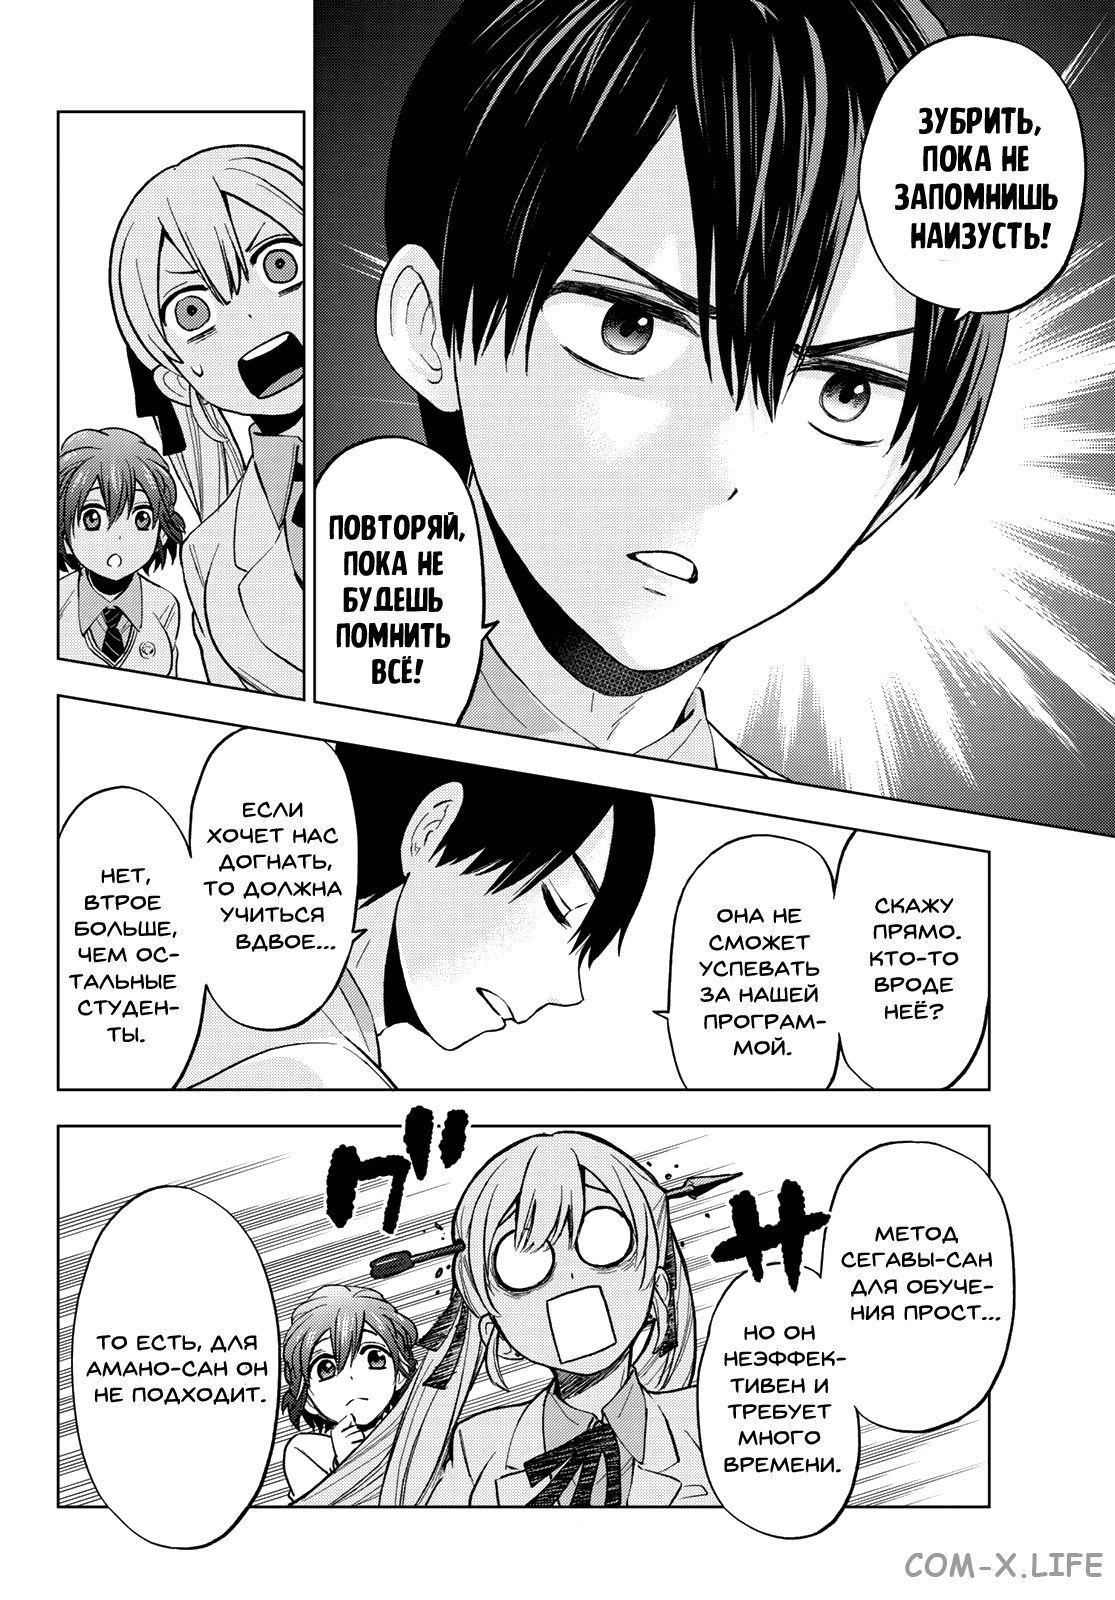 ЗУБРИТЬ,
ПОКА НЕ
ЗАПОМНИШЬ
НАИЗУСТЬ!
ПОВТОРЯЙ,
ПОКА НЕ
БУДЕШЬ
ПОМНИТЬ
ВСЁ!
СКАЖУ
ПРЯМО.
КТО-ТО
ВРОДЕ
НЕЁ?
ОНА НЕ
СМОЖЕТ
УСПЕВАТЬ
ЗА НАШЕЙ
ПРОГРАМ-
МОЙ.
ЕСЛИ
ХОЧЕТ НАС
ДОГНАТЬ,
ТО ДОЛЖНА
УЧИТЬСЯ
ВДВОЕ...
НЕТ,
ВТРОЕ
БОЛЬШЕ,
ЧЕМ ОС-
ТАЛЬНЫЕ
СТУДЕН-
ТЫ.
МЕТОД
СЕГАВЫ-САН
ДЛЯ ОБУЧЕ-
НИЯ ПРОСТ...
НО ОН
НЕЭФФЕК-
ТИВЕН И
ТРЕБУЕТ
МНОГО
ВРЕМЕНИ.
グサ
ТО ЕСТЬ, ДЛЯ
АМАНО-САН ОН
НЕ ПОДХОДИТ.
COM-X.LIFE